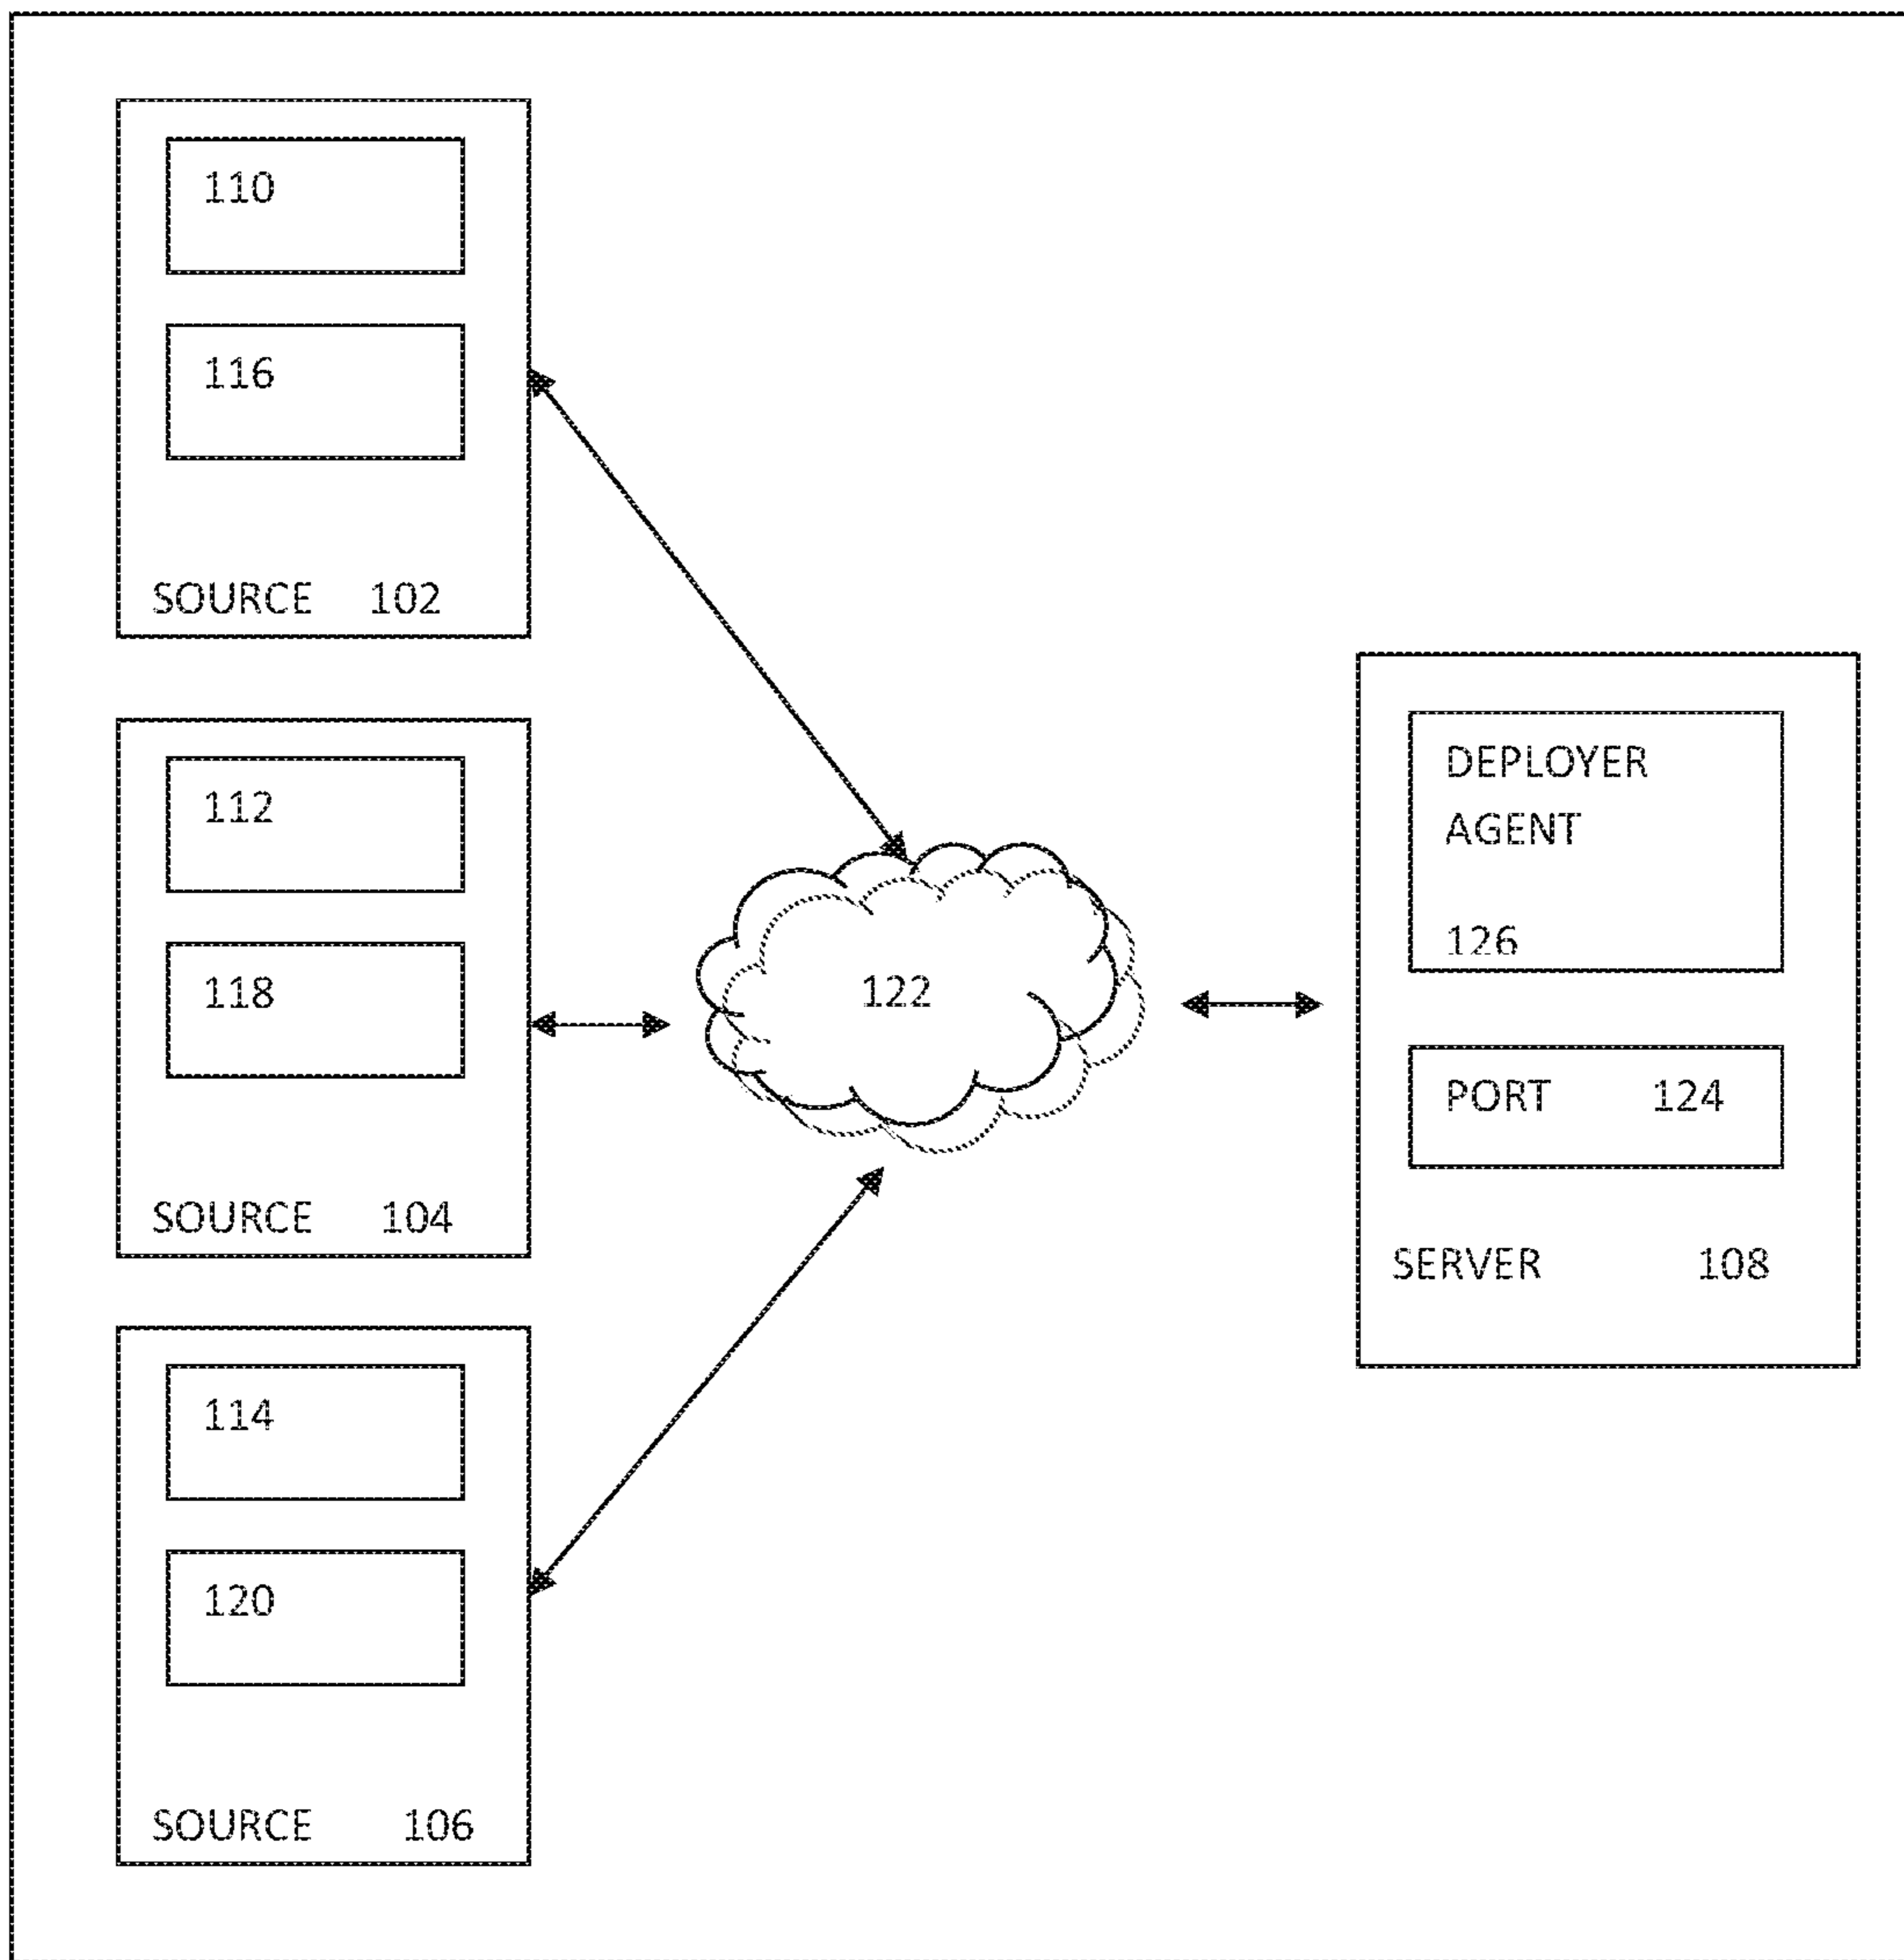 110
116
SOURCE 102
112
118
SOURCE 104
114
120
SOURCE 106
122
DEPLOYER
AGENT
126
PORT 124
SERVER 108